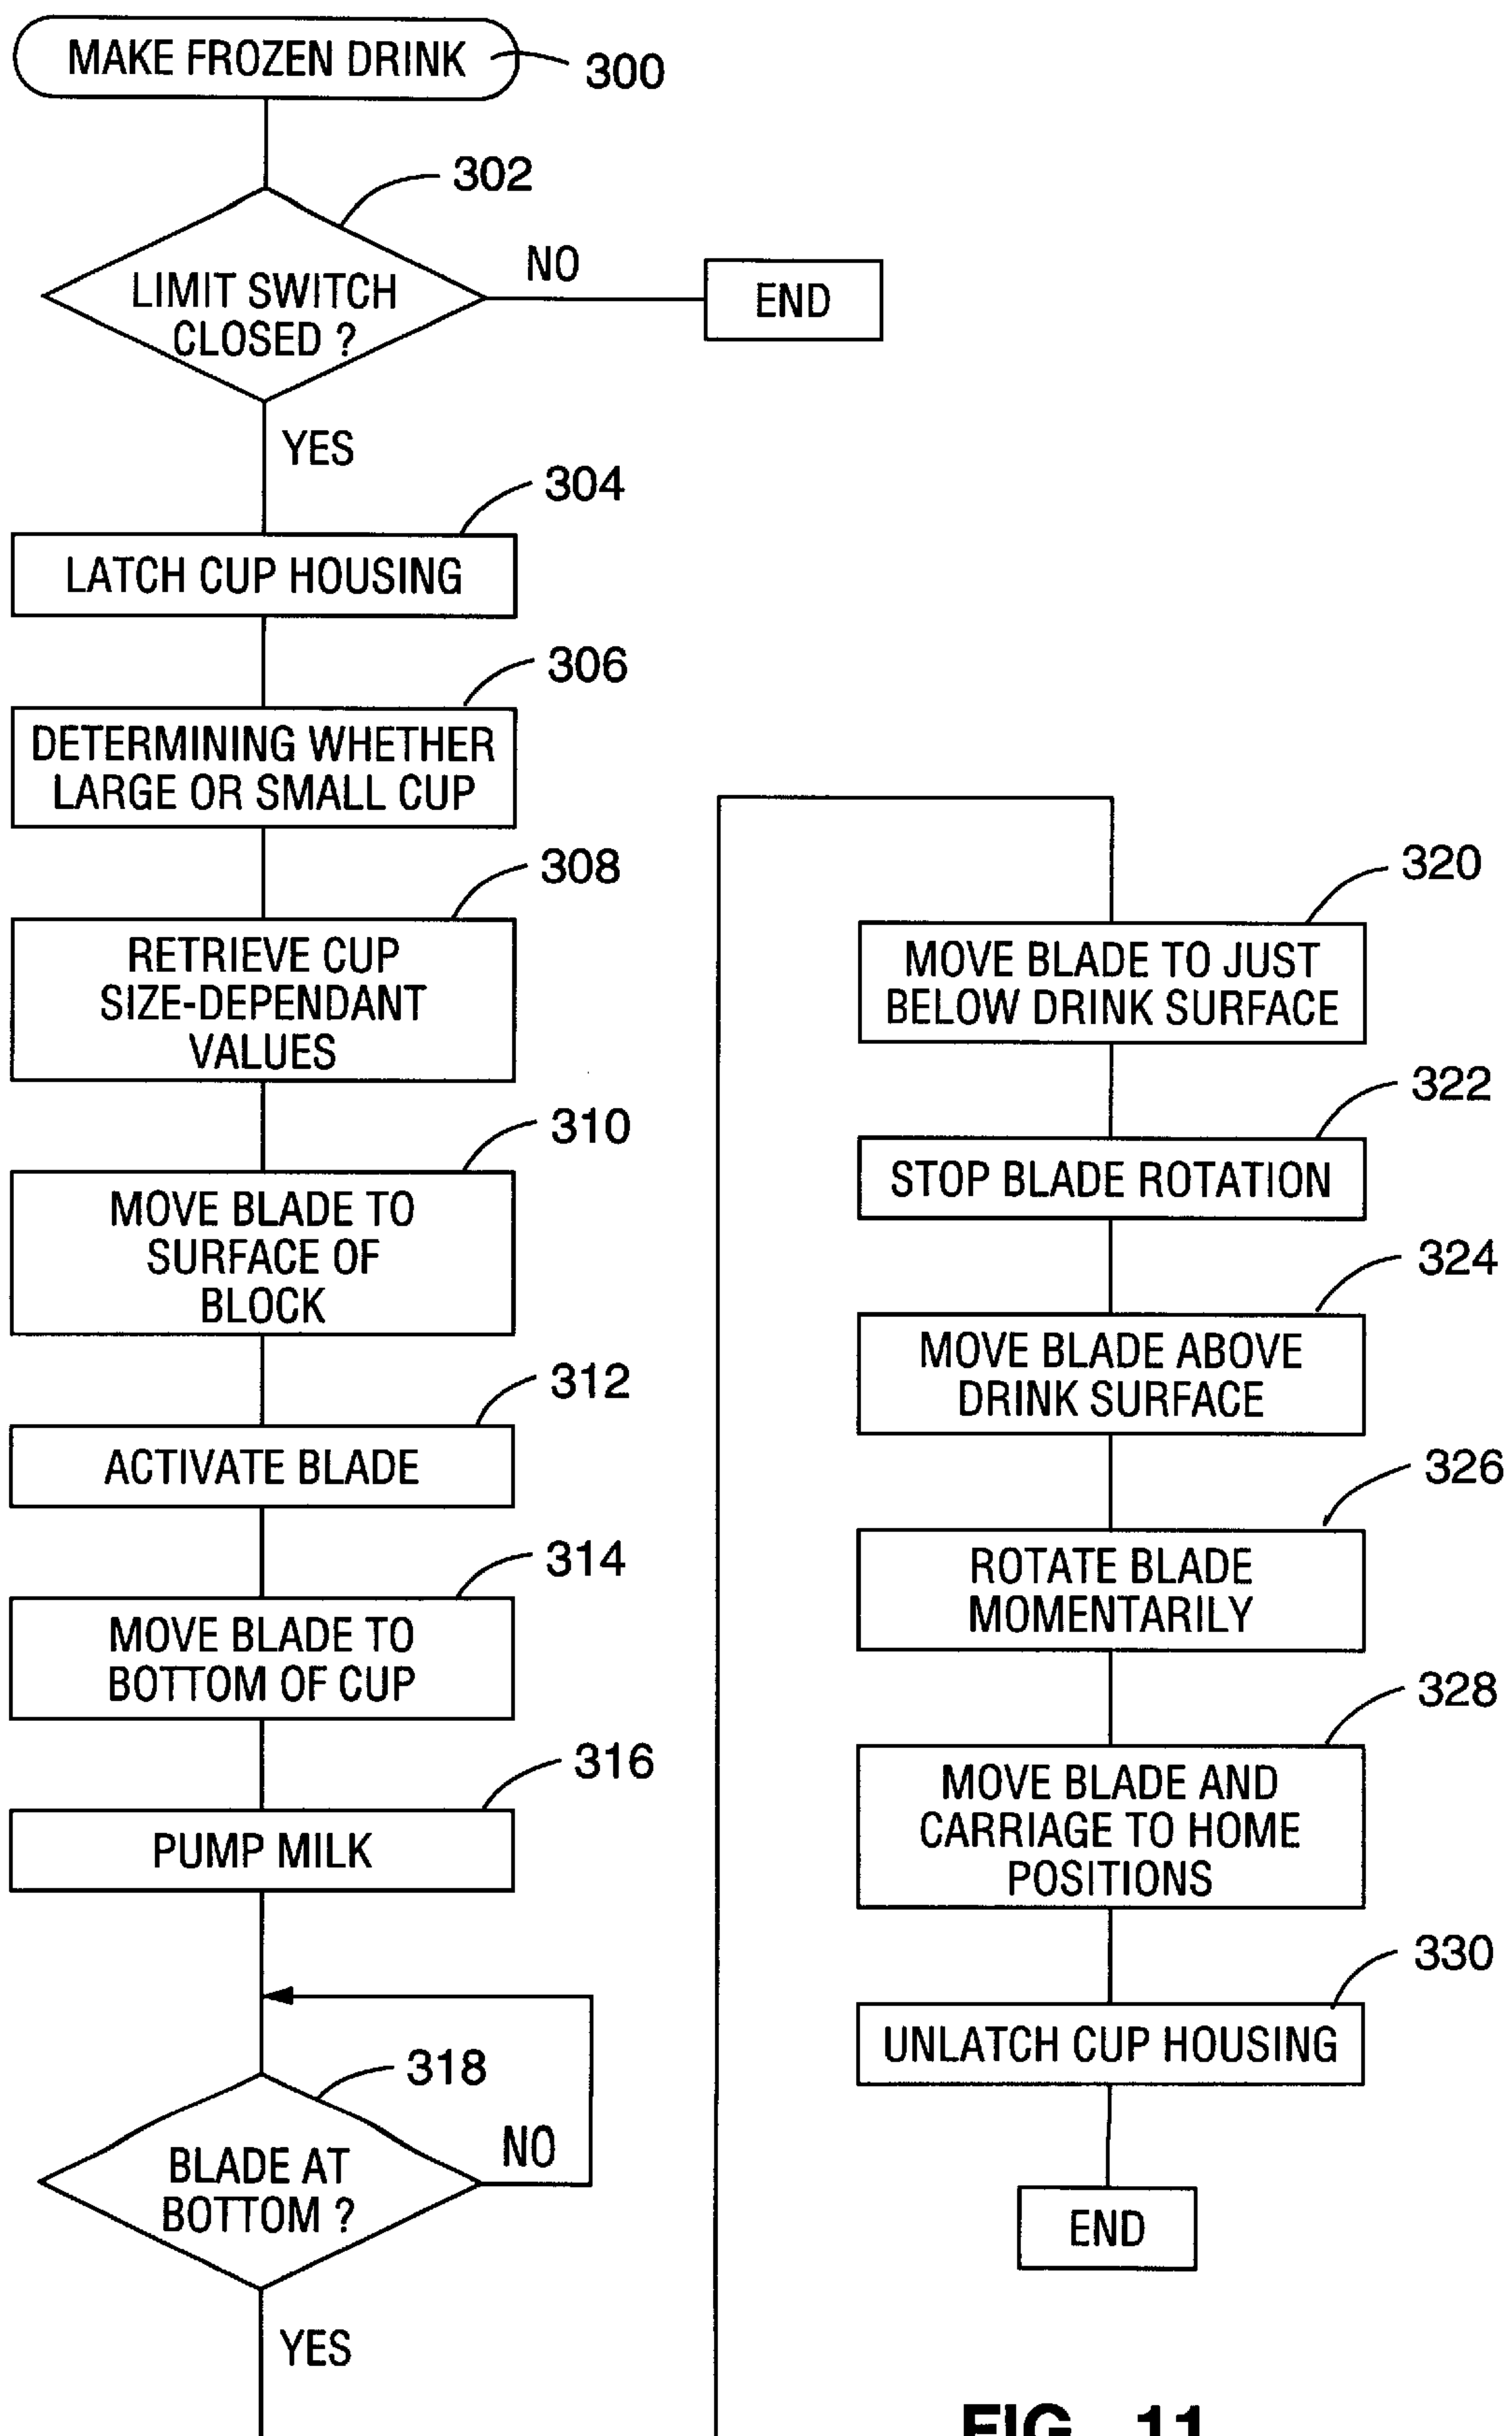 MAKE FROZEN DRINK
300
302
LIMIT SWITCH
CLOSED ?
NO
END
YES
304
LATCH CUP HOUSING
306
DETERMINING WHETHER
LARGE OR SMALL CUP
308
RETRIEVE CUP
SIZE-DEPENDANT
VALUES
310
MOVE BLADE TO
SURFACE OF
BLOCK
312
ACTIVATE BLADE
314
MOVE BLADE TO
BOTTOM OF CUP
316
PUMP MILK
318
BLADE AT
BOTTOM ?
NO
YES
320
MOVE BLADE TO JUST
BELOW DRINK SURFACE
322
STOP BLADE ROTATION
324
MOVE BLADE ABOVE
DRINK SURFACE
326
ROTATE BLADE
MOMENTARILY
328
MOVE BLADE AND
CARRIAGE TO HOME
POSITIONS
330
UNLATCH CUP HOUSING
END
FIG. 11